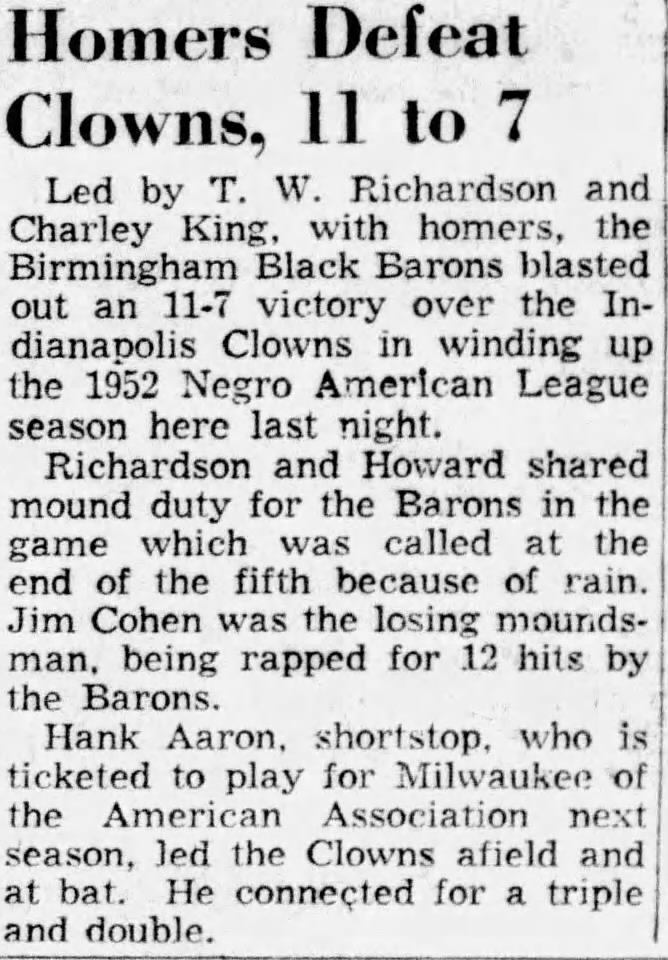 Homers Defeat
Clowns, 11 to 7
Led by T. W. Richardson and
Charley King, with homers, the
Birmingham Black Barons blasted
out an 11-7 victory over the In-
dianapolis Clowns in winding up
the 1952 Negro American League
season here last night.
Richardson and Howard shared
mound duty for the Barons in the
game which was called at the
end of the fifth because of rain.
Jim Cohen was the losing mounds-
man, being rapped for 12 hits by
the Barons.
Hank Aaron, shortstop, who is
ticketed to play for Milwaukee of
the American Association next
season, led the Clowns afield and
at bat. He connected for a triple
and double.